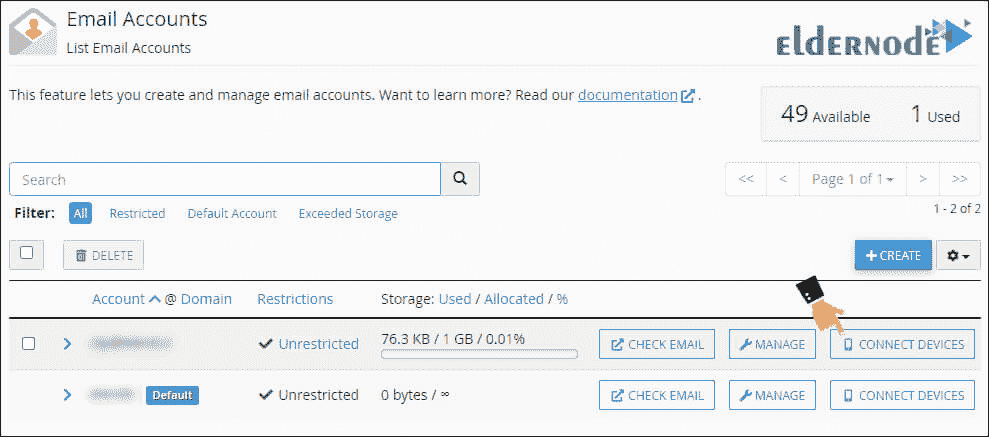 Email Accounts
List Email Accounts
ELDERNODE
This feature lets you create and manage email accounts. Want to learn more? Read our documentation .
49 Available 1 Used
Search
<< < Page 1 of 1 > >>
Filter: All Restricted Default Account Exceeded Storage
1 - 2 of 2
DELETE
+ CREATE
Account @ Domain Restrictions Storage: Used / Allocated / %
Unrestricted 76.3 KB / 1 GB / 0.01% CHECK EMAIL MANAGE CONNECT DEVICES
Default Unrestricted 0 bytes / ∞ CHECK EMAIL MANAGE CONNECT DEVICES